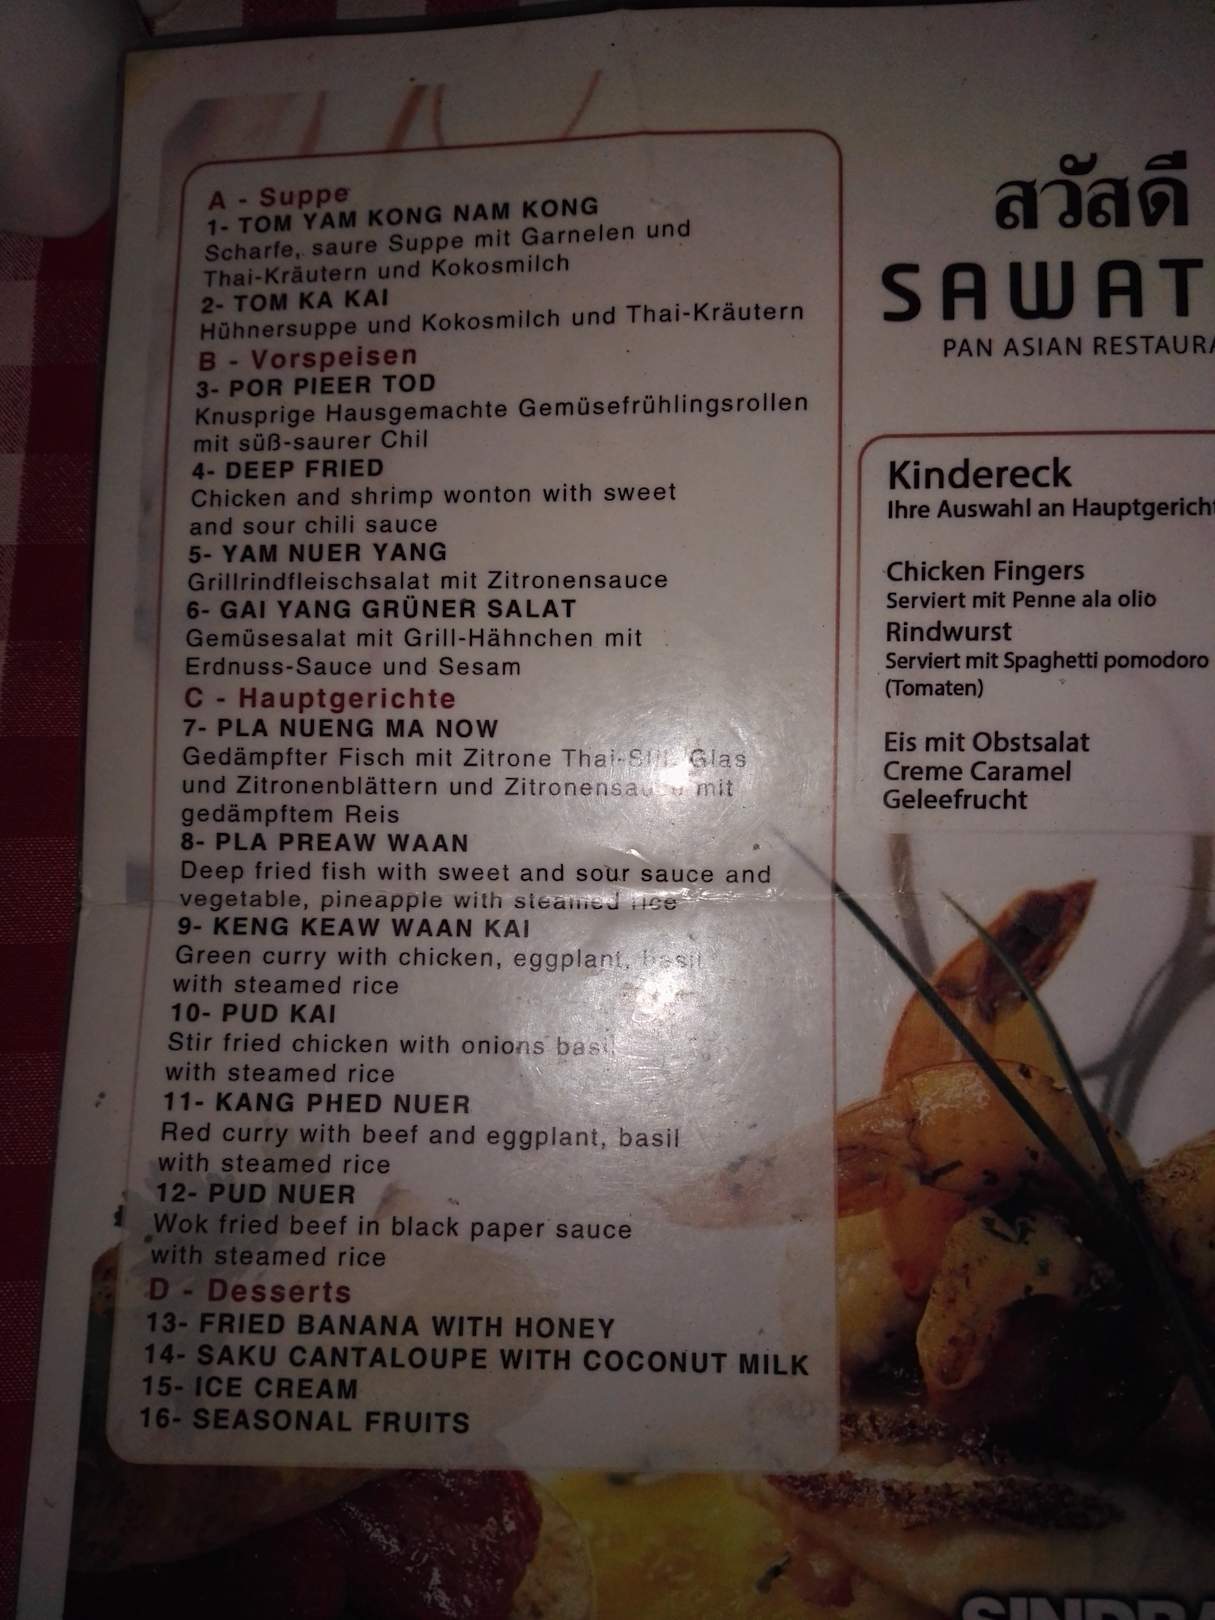 A - Suppe
1- TOM YAM KONG NAM KONG
Scharfe, saure Suppe mit Garnelen und
Thai-Kräutern und Kokosmilch
2- TOM KA KAI
Hühnersuppe und Kokosmilch und Thai-Kräutern
B - Vorspeisen
3- POR PIEER TOD
Knusprige Hausgemachte Gemüsefrühlingsrollen
mit süß-saurer Chil
4- DEEP FRIED
Chicken and shrimp wonton with sweet
and sour chili sauce
5- YAM NUER YANG
Grillrindfleischsalat mit Zitronensauce
6- GAI YANG GRÜNER SALAT
Gemüsesalat mit Grill-Hähnchen mit
Erdnuss-Sauce und Sesam
C - Hauptgerichte
7- PLA NUENG MA NOW
Gedämpfter Fisch mit Zitrone Glas
und Zitronenblättern und mit
gedämpftem Reis
8- PLA PREAW WAAN
Deep fried fish with sweet and sour sauce and
vegetable, pineapple with steamed rice
9- KENG KEAW WAAN KAI
Green curry with chicken, eggplant, basil
with steamed rice
10- PUD KAI
Stir fried chicken with onions basil
with steamed rice
11- KANG PHED NUER
Red curry with beef and eggplant, basil
with steamed rice
12- PUD NUER
Wok fried beef in black paper sauce
with steamed rice
D - Desserts
13- FRIED BANANA WITH HONEY
14- SAKU CANTALOUPE WITH COCONUT MILK
15- ICE CREAM
16- SEASONAL FRUITS
สวัสดี
SAWAT
PAN ASIAN RESTAURA
Kindereck
Ihre Auswahl an Hauptgericht
Chicken Fingers
Serviert mit Penne ala olio
Rindwurst
Serviert mit Spaghetti pomodoro
(Tomaten)
Eis mit Obstsalat
Creme Caramel
Geleefrucht